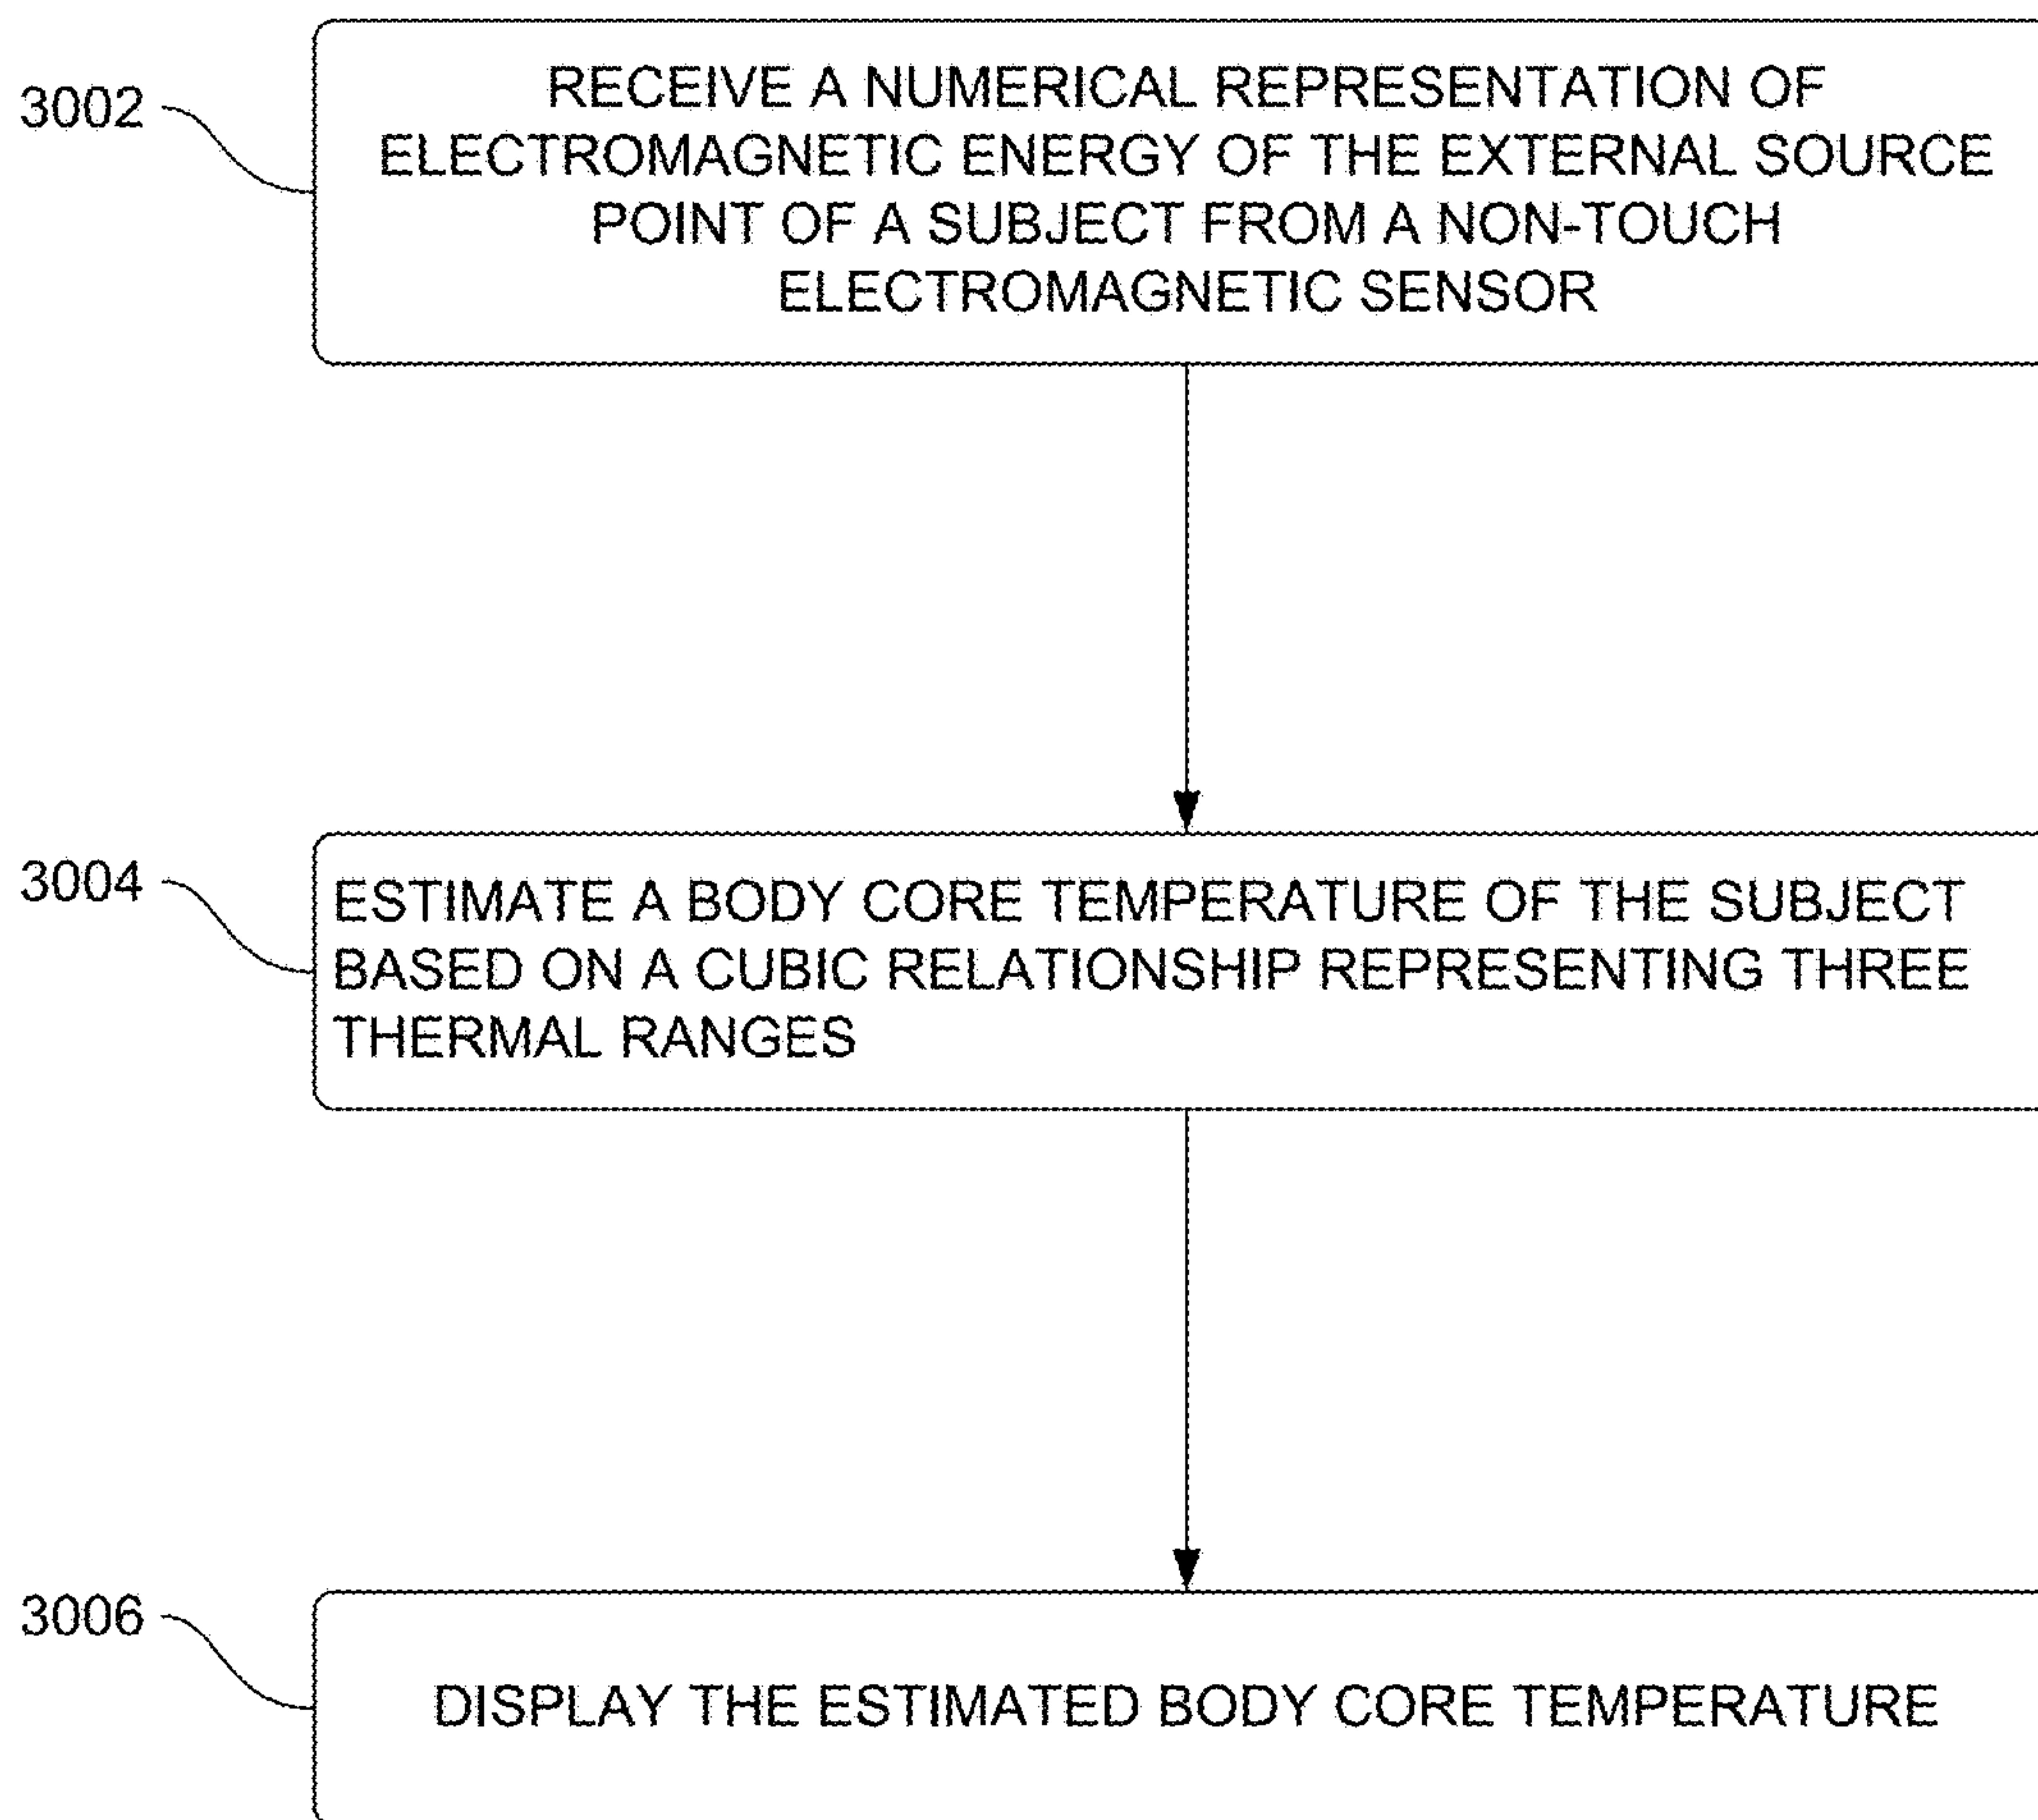 3002
RECEIVE A NUMERICAL REPRESENTATION OF
ELECTROMAGNETIC ENERGY OF THE EXTERNAL SOURCE
POINT OF A SUBJECT FROM A NON-TOUCH
ELECTROMAGNETIC SENSOR
3004
ESTIMATE A BODY CORE TEMPERATURE OF THE SUBJECT
BASED ON A CUBIC RELATIONSHIP REPRESENTING THREE
THERMAL RANGES
3006
DISPLAY THE ESTIMATED BODY CORE TEMPERATURE